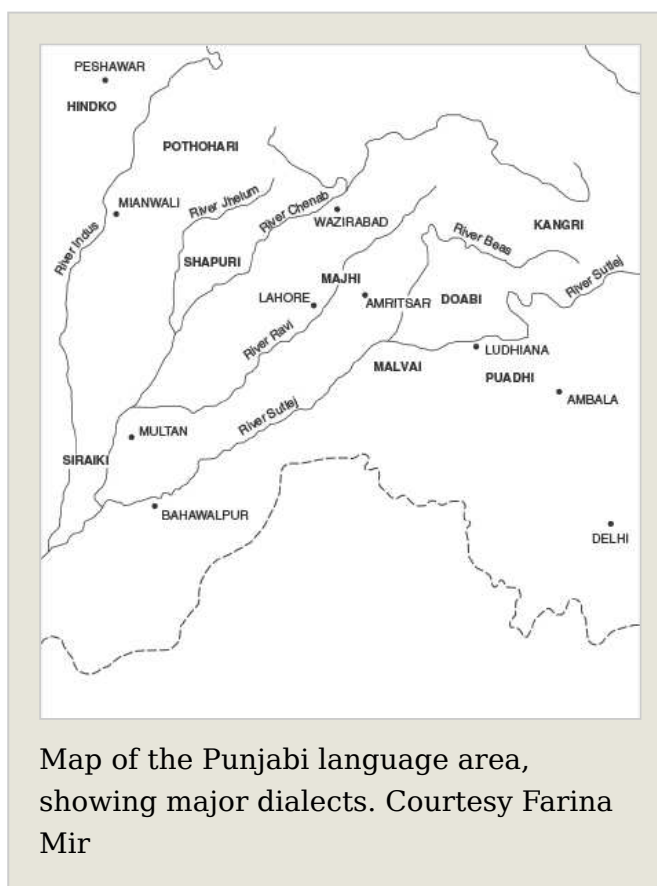 PESHAWAR
HINDKO
POTHOHARI
MIANWALI
River Jhelum
River Chenab
WAZIRABAD
River Indus
KANGRI
River Beas
SHAPURI
MAJHI
River Sutlej
LAHORE
AMRITSAR
DOABI
River Ravi
LUDHIANA
MALVAI
PUADHI
AMBALA
River Sutlej
MULTAN
SIRAIKI
BAHAWALPUR
DELHI
Map of the Punjabi language area,
showing major dialects. Courtesy Farina
Mir